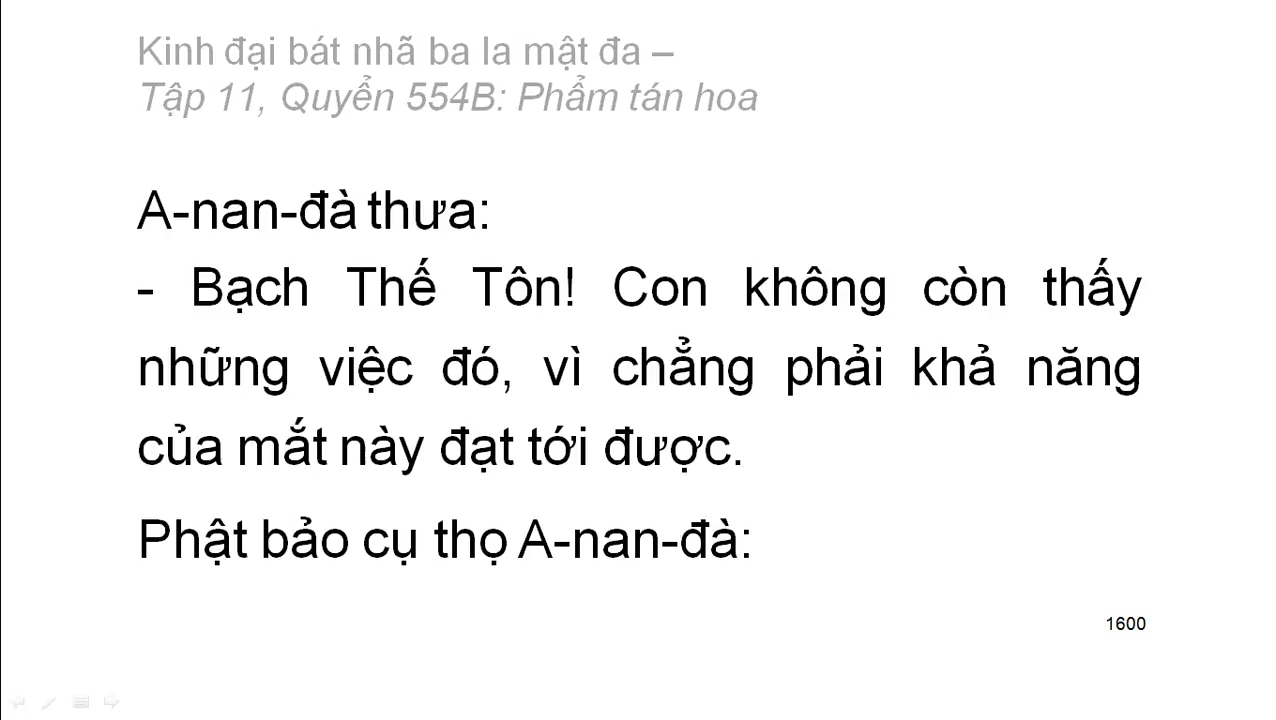 Kinh đại bát nhã ba la mật đa –
Tập 11, Quyển 554B: Phẩm tán hoa
A-nan-đà thưa:
- Bạch Thế Tôn! Con không còn thấy
những việc đó, vì chẳng phải khả năng
của mắt này đạt tới được.
Phật bảo cụ thọ A-nan-đà:
1600